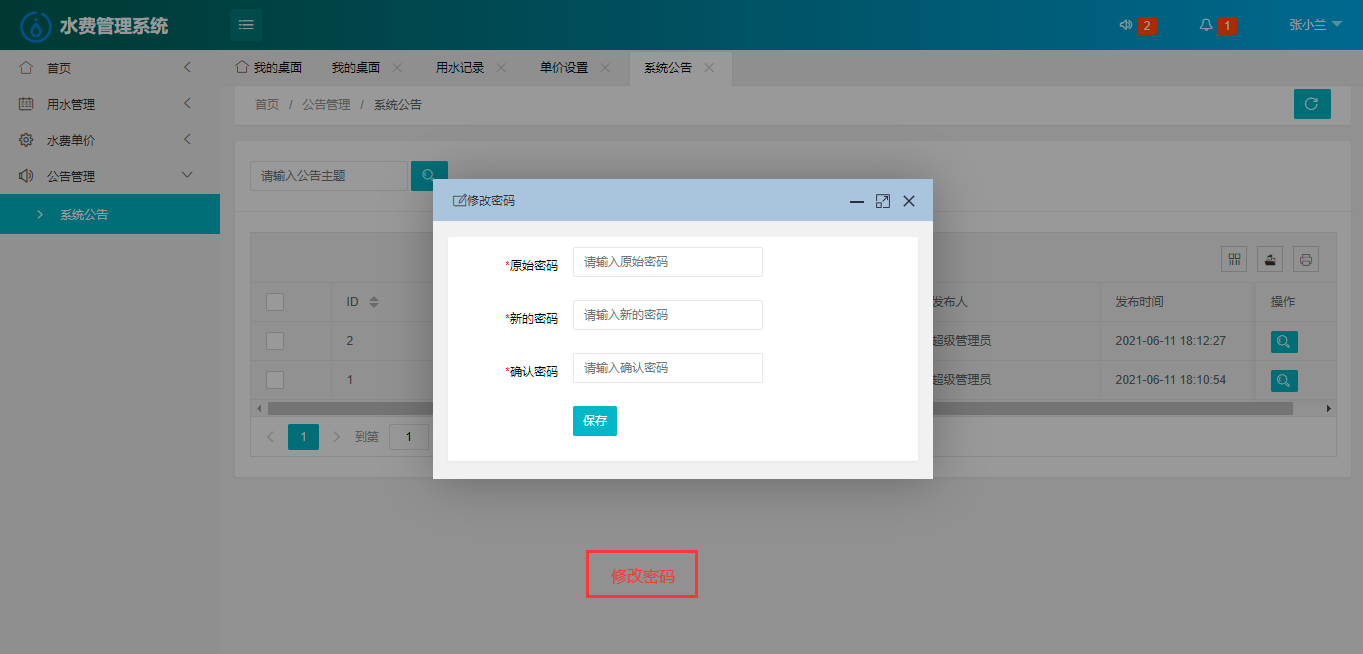 水费管理系统
2
1
张小兰
首页
用水管理
水费单价
公告管理
系统公告
我的桌面
我的桌面
用水记录
单价设置
系统公告
首页 / 公告管理 / 系统公告
请输入公告主题
修改密码
*原始密码
请输入原始密码
*新的密码
请输入新的密码
*确认密码
请输入确认密码
保存
ID
发布人
发布时间
操作
2
超级管理员
2021-06-11 18:12:27
1
超级管理员
2021-06-11 18:10:54
1
到第
1
修改密码